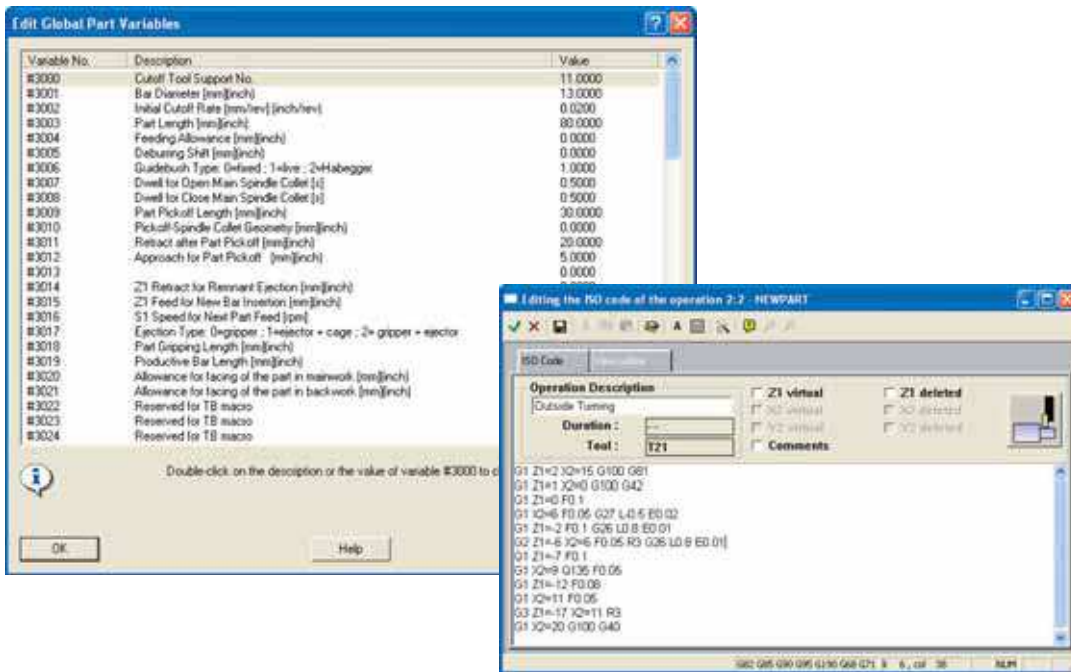 Edit Global Part Variables
Variable No. Description Value
#3000 Cutoff Tool Support No. 11.0000
#3001 Bar Diameter [mm][inch] 13.0000
#3002 Initial Cutoff Rate [mm/rev] [inch/rev] 0.0200
#3003 Part Length [mm][inch] 80.0000
#3004 Feeding Allowance [mm][inch] 0.0000
#3005 Deburring Shift [mm][inch] 0.0000
#3006 Guidebush Type: 0=fixed ; 1=live ; 2=Habegger 1.0000
#3007 Dwell for Open Main Spindle Collet [s] 0.5000
#3008 Dwell for Close Main Spindle Collet [s] 0.5000
#3009 Part Pickoff Length [mm][inch] 30.0000
#3010 Pickoff-Spindle Collet Geometry [mm][inch] 0.0000
#3011 Retract after Part Pickoff [mm][inch] 20.0000
#3012 Approach for Part Pickoff [mm][inch] 5.0000
#3013 0.0000
#3014 Z1 Retract for Remnant Ejection [mm][inch]
#3015 Z1 Feed for New Bar Insertion [mm][inch]
#3016 S1 Speed for Next Part Feed [rpm]
#3017 Ejection Type: 0=gripper ; 1=ejector + cage ; 2= gripper + ejector
#3018 Part Gripping Length [mm][inch]
#3019 Productive Bar Length [mm][inch]
#3020 Allowance for facing of the part in mainwork [mm][inch]
#3021 Allowance for facing of the part in backwork [mm][inch]
#3022 Reserved for TB macro
#3023 Reserved for TB macro
#3024 Reserved for TB macro
Double-click on the description or the value of variable #3000 to
OK Help
Editing the ISO code of the operation 2:2 - NEWPART
ISO Code
Operation Description
Outside Turning
Duration : --
Tool : T21
Z1 virtual Z1 deleted
X2 virtual X2 deleted
Y2 virtual Y2 deleted
Comments
G1 Z1=2 X2=15 G100 G81
G1 Z1=1 X2=0 G100 G42
G1 Z1=0 F0.1
G1 X2=6 F0.05 G27 L0.5 E0.02
G1 Z1=-2 F0.1 G26 L0.8 E0.01
G2 Z1=-6 X2=6 F0.05 R3 G26 L0.8 E0.01
G1 Z1=-7 F0.1
G1 X2=9 Q135 F0.05
G1 Z1=-12 F0.08
G1 X2=11 F0.05
G3 Z1=-17 X2=11 R3
G1 X2=20 G100 G40
6 , col 38 NUM